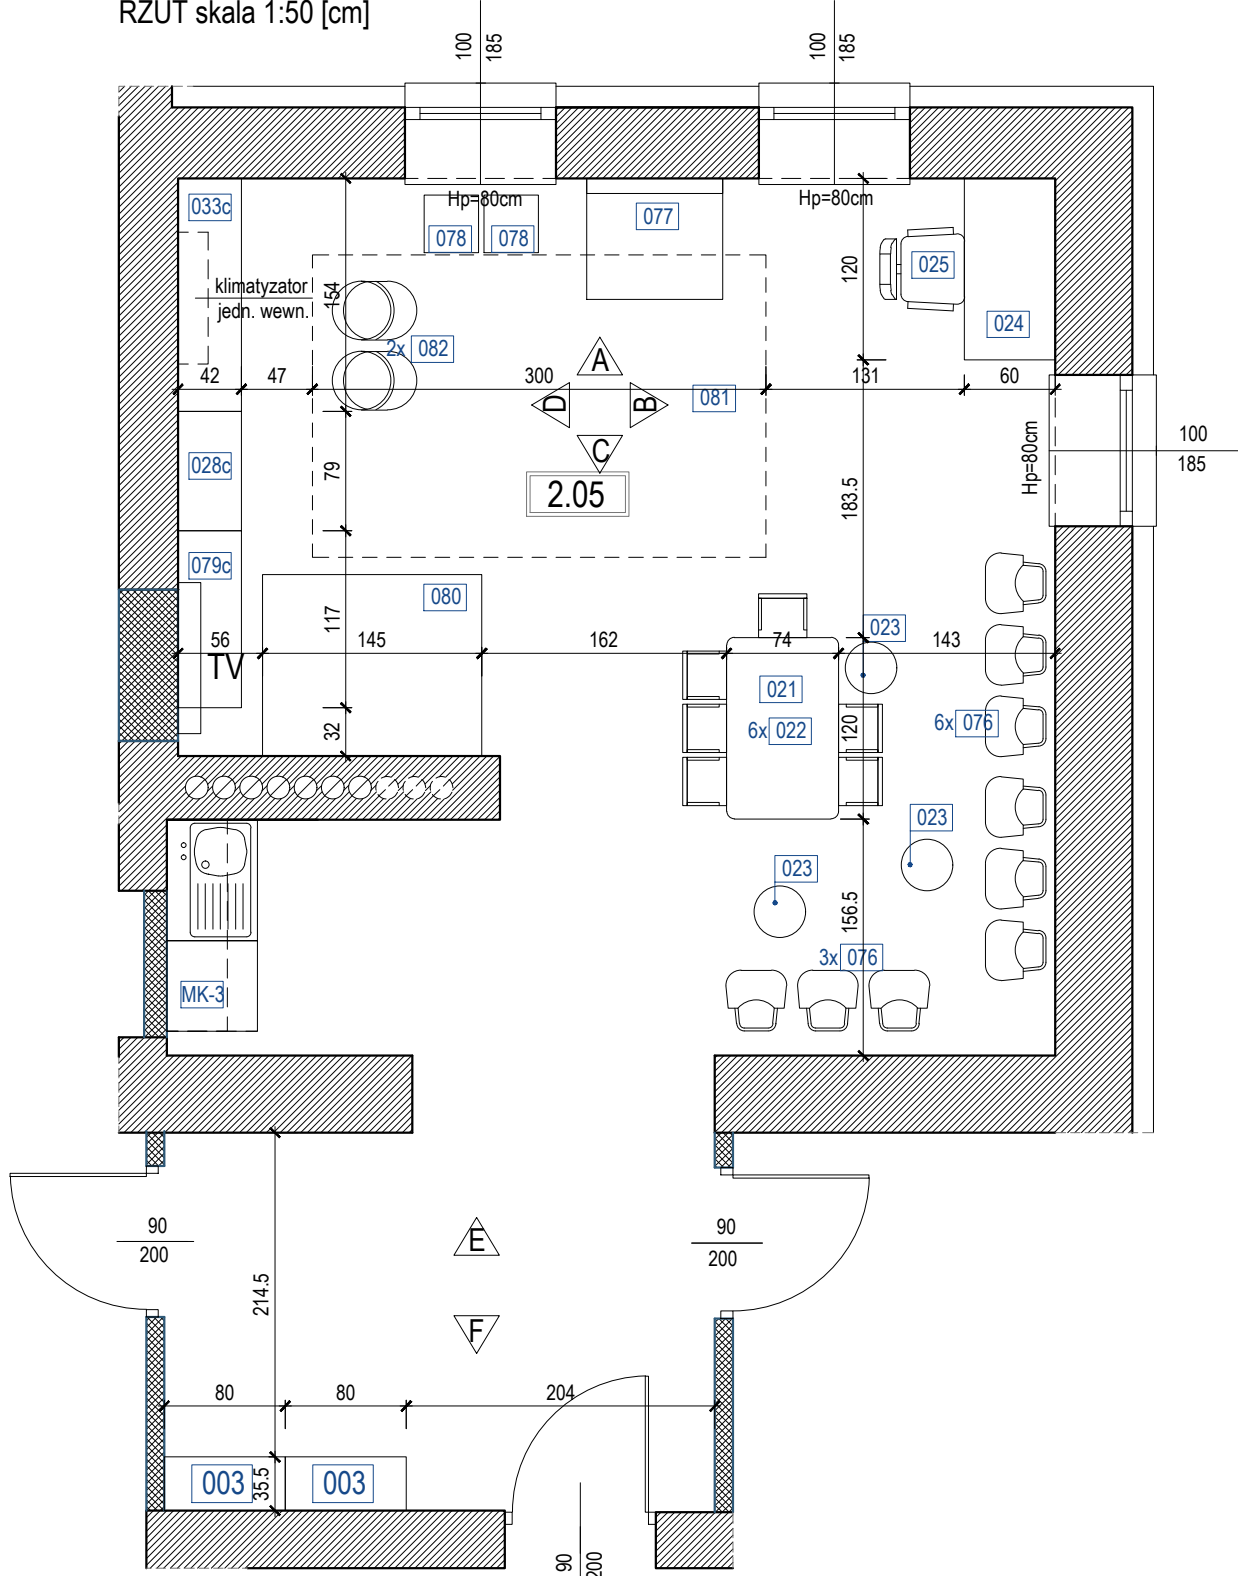 RZUT skala 1:50 [cm]
100
185
100
185
Hp=80cm
Hp=80cm
033c
078
078
077
025
024
klimatyzator
jedn. wewn.
154
120
2x 082
A
42
47
300
131
60
081
D
B
C
2.05
028c
79
183.5
Hp=80cm
100
185
079c
080
117
56
145
162
74
143
TV
023
021
6x 022
120
6x 076
32
023
023
156.5
3x 076
MK-3
90
200
E
90
200
214.5
F
80
80
204
003
35.5
003
90
200